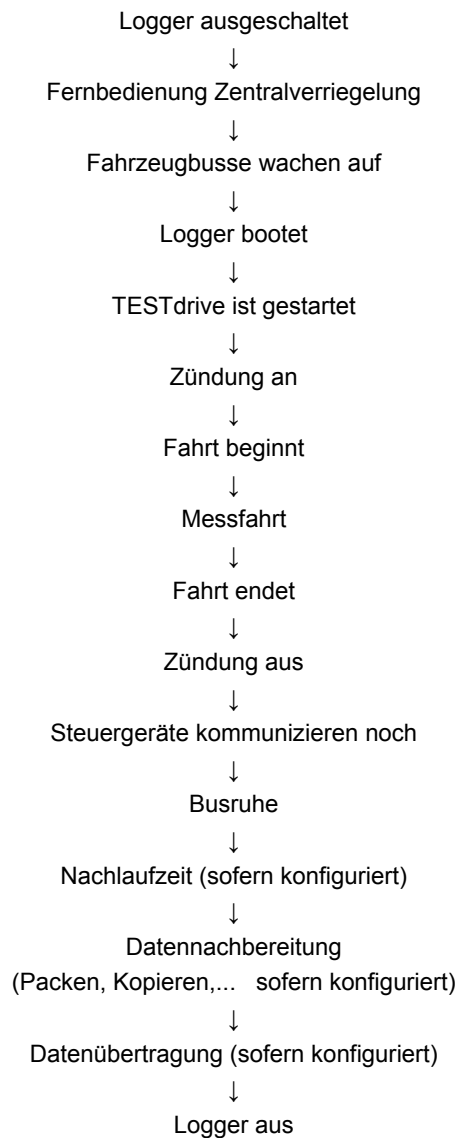 Logger ausgeschaltet
↓
Fernbedienung Zentralverriegelung
↓
Fahrzeugbusse wachen auf
↓
Logger bootet
↓
TESTdrive ist gestartet
↓
Zündung an
↓
Fahrt beginnt
↓
Messfahrt
↓
Fahrt endet
↓
Zündung aus
↓
Steuergeräte kommunizieren noch
↓
Busruhe
↓
Nachlaufzeit (sofern konfiguriert)
↓
Datennachbereitung
(Packen, Kopieren,... sofern konfiguriert)
↓
Datenübertragung (sofern konfiguriert)
↓
Logger aus